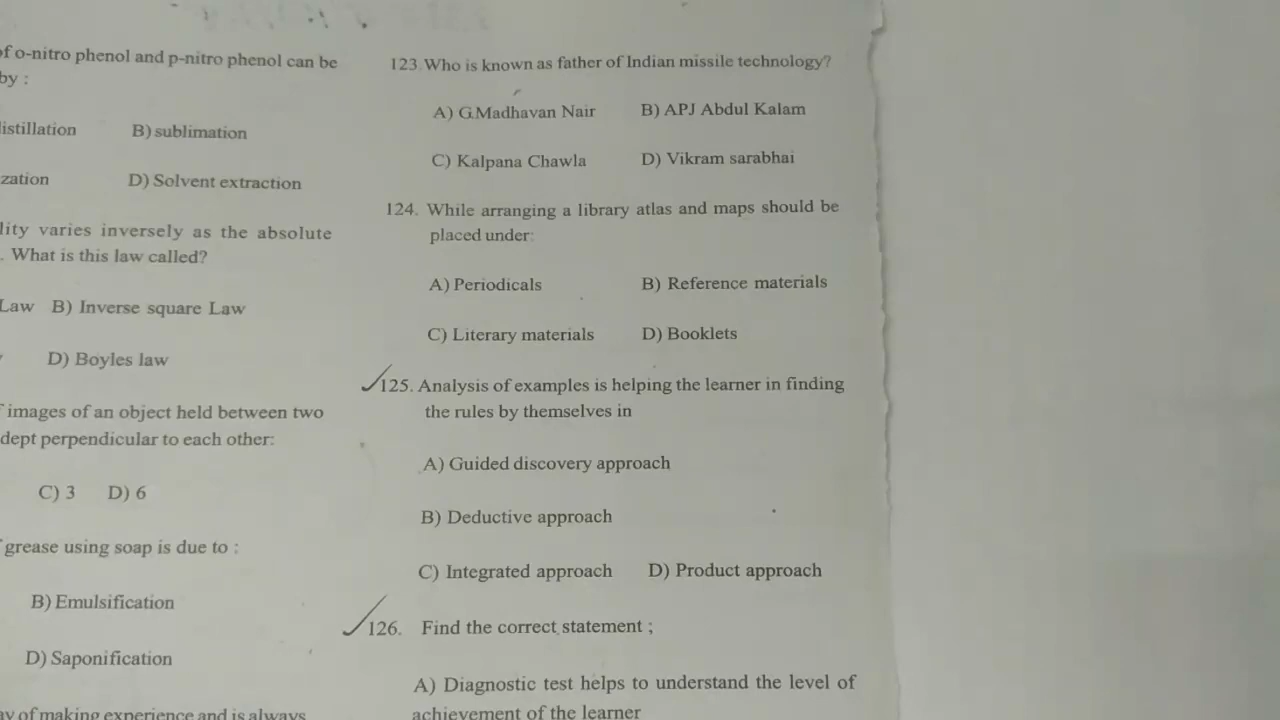 of o-nitro phenol and p-nitro phenol can be
by :
B) sublimation
D) Solvent extraction
varies inversely as the absolute
. What is this law called?
Law B) Inverse square Law
D) Boyles law
images of an object held between two
dept perpendicular to each other:
C) 3 D) 6
grease using soap is due to :
B) Emulsification
D) Saponification
of making experience and is always
123. Who is known as father of Indian missile technology?
A) G.Madhavan Nair B) APJ Abdul Kalam
C) Kalpana Chawla D) Vikram sarabhai
124. While arranging a library atlas and maps should be
placed under:
A) Periodicals B) Reference materials
C) Literary materials D) Booklets
125. Analysis of examples is helping the learner in finding
the rules by themselves in
A) Guided discovery approach
B) Deductive approach
C) Integrated approach D) Product approach
126. Find the correct statement ;
A) Diagnostic test helps to understand the level of
achievement of the learner